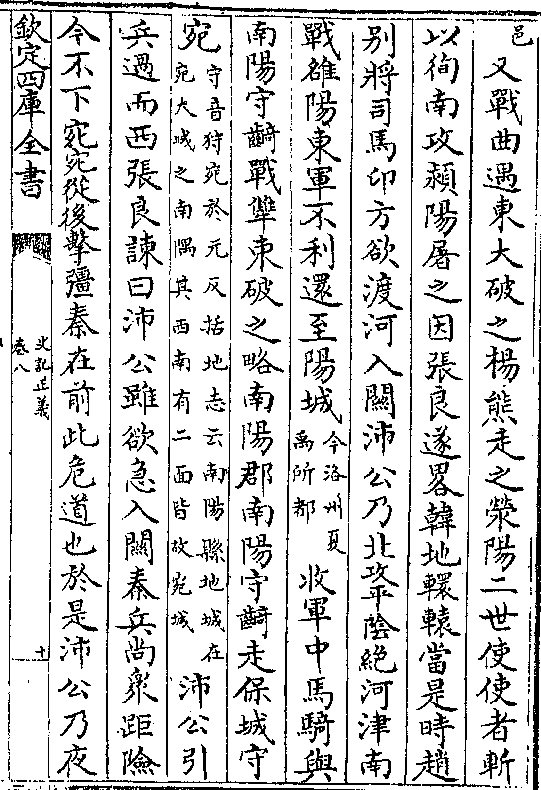 邑
又戰曲遇東大破之楊熊走之滎陽二世使使者斬
以徇南攻潁陽屠之因張良遂畧韓地轘轅當是時趙
别將司馬卬方欲渡河入關沛公乃北攻平陰絶河津南
戰雒陽東軍不利還至陽城
今洛州夏
禹所都
收軍中馬騎與
南陽守齮戰犨東破之略南陽郡南陽守齮走保城守
宛
守音狩宛於元反括地志云南陽縣地城在
宛大城之南隅其西南有二面皆故宛城
沛公引
兵過而西張良諫曰沛公雖欲急入關秦兵尚衆距險
今不下宛宛從後擊彊秦在前此危道也於是沛公乃夜
欽定四庫全書
史記正義
卷八
十